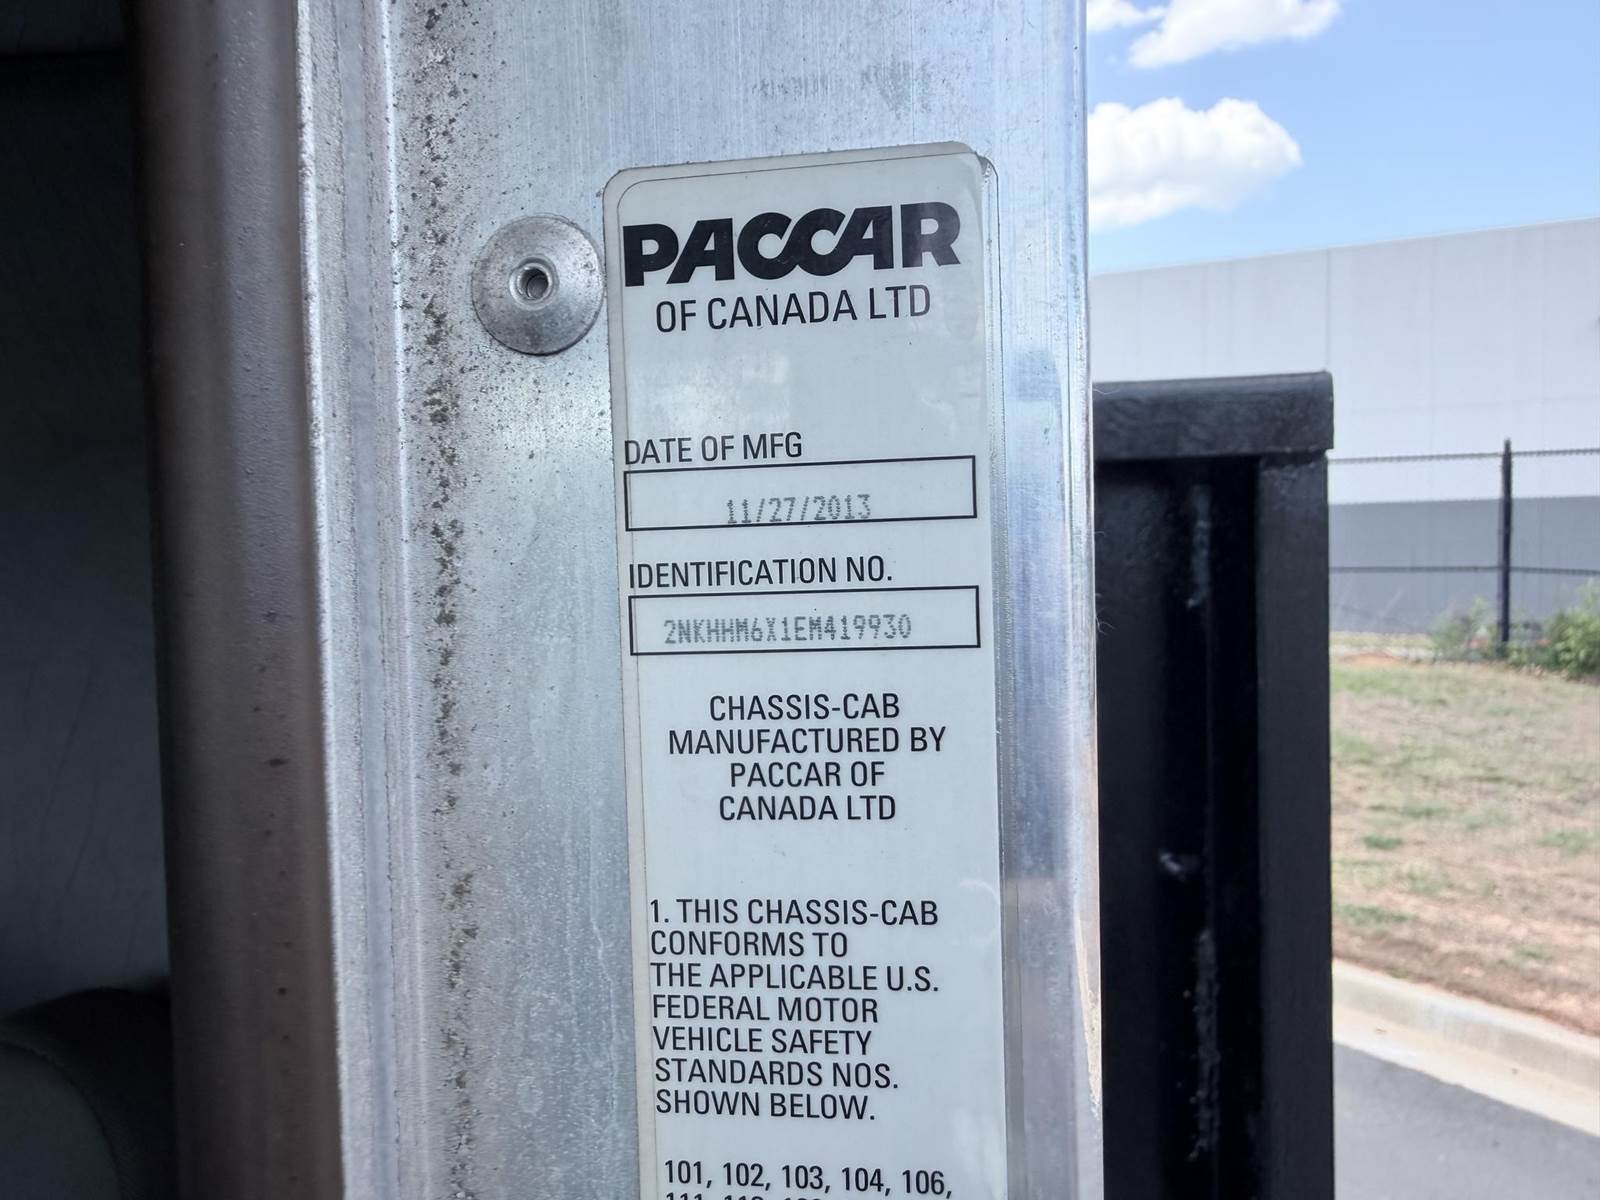 PACCAR
OF CANADA LTD
DATE OF MFG
11/27/2013
IDENTIFICATION NO.
2NKHHM6X1EM419930
CHASSIS-CAB
MANUFACTURED BY
PACCAR OF
CANADA LTD
1. THIS CHASSIS-CAB
CONFORMS TO
THE APPLICABLE U.S.
FEDERAL MOTOR
VEHICLE SAFETY
STANDARDS NOS.
SHOWN BELOW.
101, 102, 103, 104, 106,